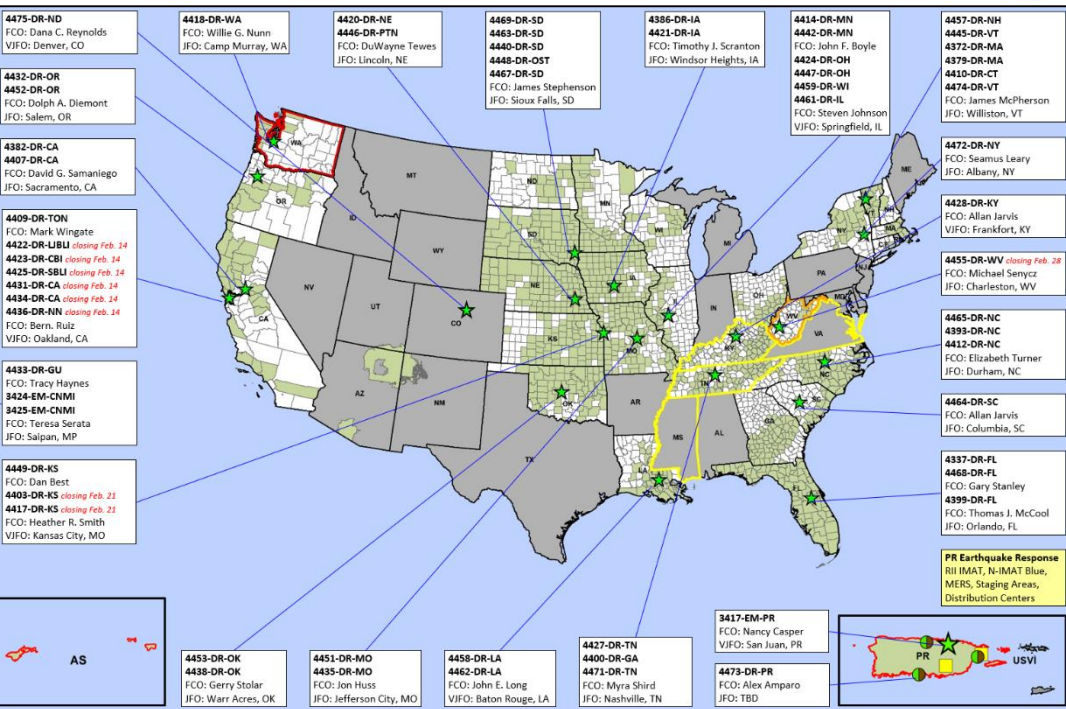 4475-DR-ND
FCO: Dana C. Reynolds
VJFO: Denver, CO
4418-DR-WA
FCO: Willie G. Nunn
JFO: Camp Murray, WA
4420-DR-NE
4446-DR-PTN
FCO: DuWayne Tewes
JFO: Lincoln, NE
4469-DR-SD
4463-DR-SD
4440-DR-SD
4448-DR-OST
4467-DR-SD
FCO: James Stephenson
JFO: Sioux Falls, SD
4386-DR-IA
4421-DR-IA
FCO: Timothy J. Scranton
JFO: Windsor Heights, IA
4414-DR-MN
4442-DR-MN
FCO: John F. Boyle
4424-DR-OH
4447-DR-OH
4459-DR-WI
4461-DR-IL
FCO: Steven Johnson
VJFO: Springfield, IL
4457-DR-NH
4445-DR-VT
4372-DR-MA
4379-DR-MA
4410-DR-CT
4474-DR-VT
FCO: James McPherson
JFO: Williston, VT
4432-DR-OR
4452-DR-OR
FCO: Dolph A. Diemont
JFO: Salem, OR
4382-DR-CA
4407-DR-CA
FCO: David G. Samaniego
JFO: Sacramento, CA
4409-DR-TON
FCO: Mark Wingate
4422-DR-LJBLI closing Feb. 14
4423-DR-CBI closing Feb. 14
4425-DR-SBLI closing Feb. 14
4431-DR-CA closing Feb. 14
4434-DR-CA closing Feb. 14
4436-DR-NN closing Feb. 14
FCO: Bern. Ruiz
VJFO: Oakland, CA
4433-DR-GU
FCO: Tracy Haynes
3424-EM-CNMI
3425-EM-CNMI
FCO: Teresa Serata
JFO: Saipan, MP
4449-DR-KS
FCO: Dan Best
4403-DR-KS closing Feb. 21
4417-DR-KS closing Feb. 21
FCO: Heather R. Smith
VJFO: Kansas City, MO
4472-DR-NY
FCO: Seamus Leary
JFO: Albany, NY
4428-DR-KY
FCO: Allan Jarvis
VJFO: Frankfort, KY
4455-DR-WV closing Feb. 28
FCO: Michael Senycz
JFO: Charleston, WV
4465-DR-NC
4393-DR-NC
4412-DR-NC
FCO: Elizabeth Turner
JFO: Durham, NC
4464-DR-SC
FCO: Allan Jarvis
JFO: Columbia, SC
4337-DR-FL
4468-DR-FL
FCO: Gary Stanley
4399-DR-FL
FCO: Thomas J. McCool
JFO: Orlando, FL
PR Earthquake Response
RII IMAT, N-IMAT Blue,
MERS, Staging Areas,
Distribution Centers
WA
MT
ND
MN
ME
OR
ID
SD
WI
MI
NY
VT
NH
MA
CT
WY
NE
IA
PA
NJ
NV
UT
CO
IL
IN
OH
MD
WV
VA
CA
KS
MO
KY
AZ
NM
OK
AR
TN
NC
SC
TX
LA
MS
AL
GA
AS
4453-DR-OK
4438-DR-OK
FCO: Gerry Stolar
JFO: Warr Acres, OK
4451-DR-MO
4435-DR-MO
FCO: Jon Huss
JFO: Jefferson City, MO
4458-DR-LA
4462-DR-LA
FCO: John E. Long
VJFO: Baton Rouge, LA
4427-DR-TN
4400-DR-GA
4471-DR-TN
FCO: Myra Shird
JFO: Nashville, TN
3417-EM-PR
FCO: Nancy Casper
VJFO: San Juan, PR
4473-DR-PR
FCO: Alex Amparo
JFO: TBD
PR
USVI